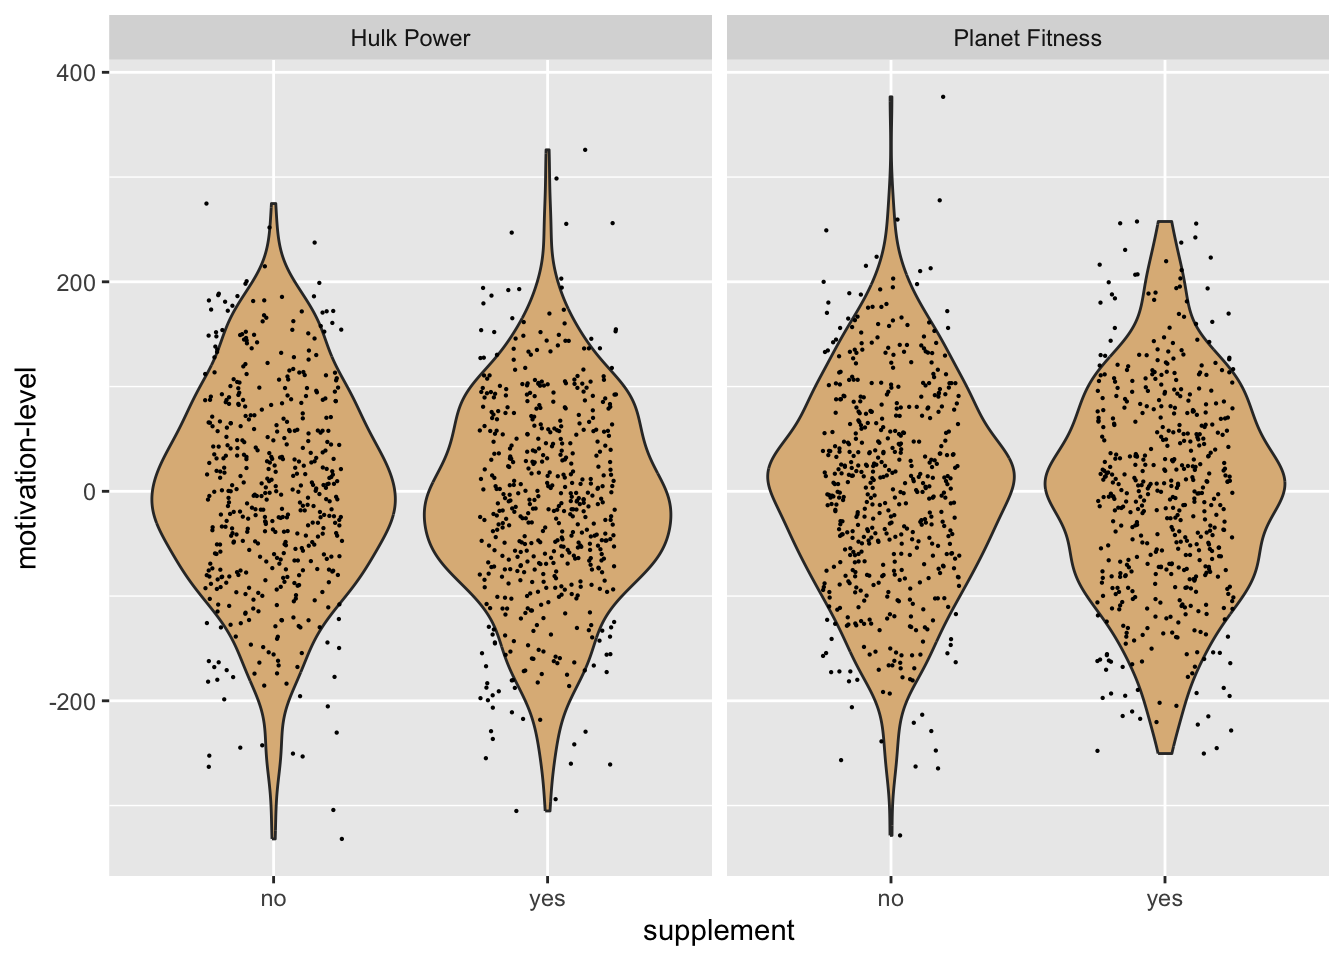 Hulk Power
Planet Fitness
400
200
0
-200
motivation-level
no
yes
no
yes
supplement